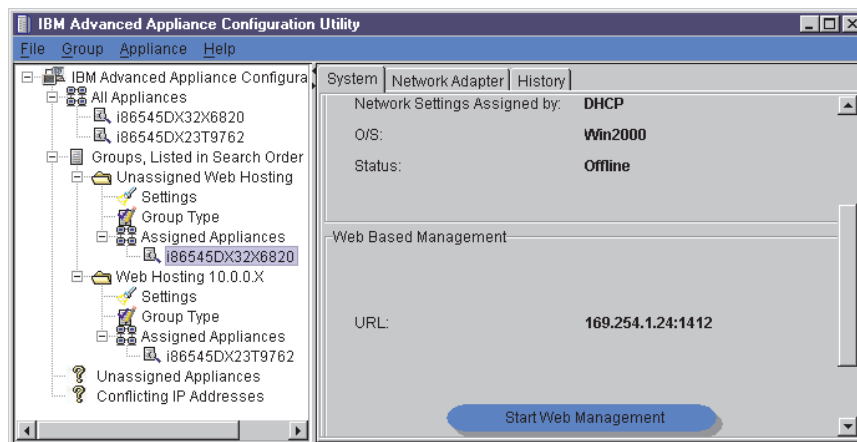 IBM Advanced Appliance Configuration Utility
File Group Appliance Help
IBM Advanced Appliance Configura
All Appliances
i86545DX32X6820
i86545DX23T9762
Groups, Listed in Search Order
Unassigned Web Hosting
Settings
Group Type
Assigned Appliances
i86545DX32X6820
Web Hosting 10.0.0.X
Settings
Group Type
Assigned Appliances
i86545DX23T9762
Unassigned Appliances
Conflicting IP Addresses
System Network Adapter History
Network Settings Assigned by: DHCP
O/S: Win2000
Status: Offline
Web Based Management
URL: 169.254.1.24:1412
Start Web Management